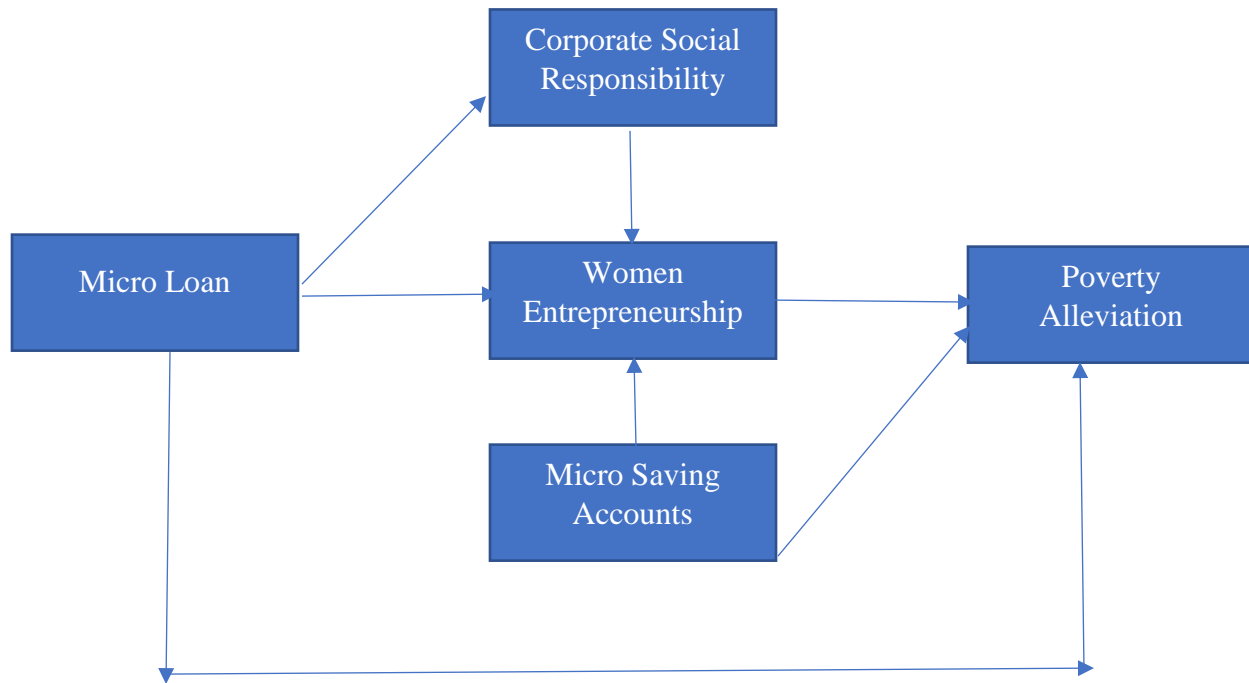 Corporate Social
Responsibility
Micro Loan
Women
Entrepreneurship
Poverty
Alleviation
Micro Saving
Accounts